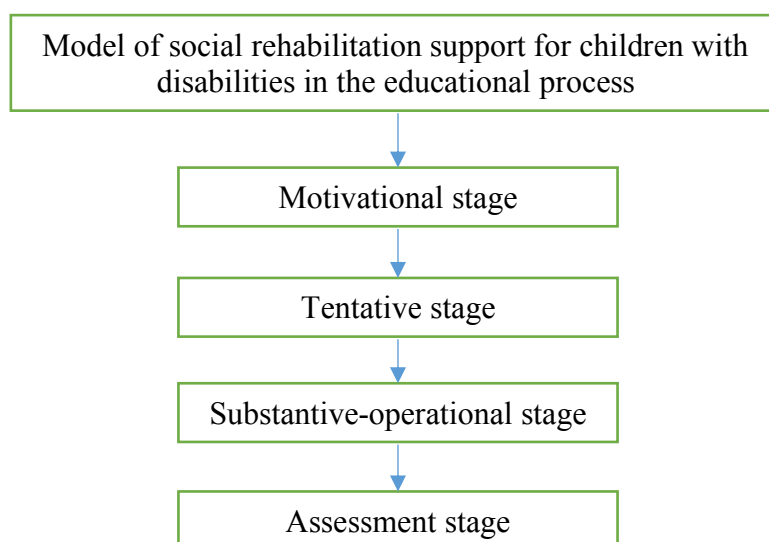 Model of social rehabilitation support for children with
disabilities in the educational process
Motivational stage
Tentative stage
Substantive-operational stage
Assessment stage